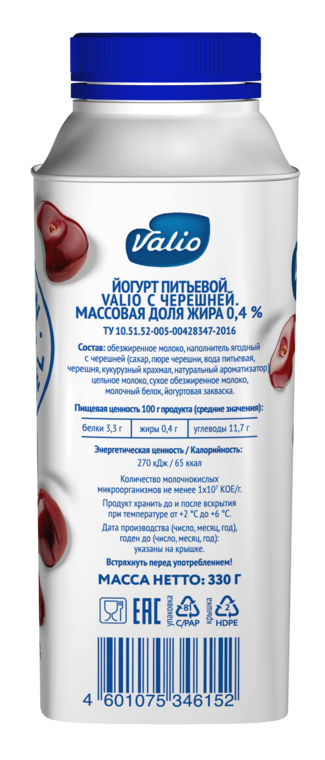 Valio
ЙОГУРТ ПИТЬЕВОЙ
VALIO С ЧЕРЕШНЕЙ.
МАССОВАЯ ДОЛЯ ЖИРА 0,4 %
ТУ 10.51.52-005-00428347-2016
Состав: обезжиренное молоко, наполнитель ягодный
с черешней (сахар, пюре черешни, вода питьевая,
черешня, кукурузный крахмал, натуральный ароматизатор),
цельное молоко, сухое обезжиренное молоко,
молочный белок, йогуртовая закваска.
Пищевая ценность 100 г продукта (средние значения):
белки 3,3 г жиры 0,4 г углеводы 11,7 г
Энергетическая ценность / Калорийность:
270 кДж / 65 ккал
Количество молочнокислых
микроорганизмов не менее 1х10⁷ КОЕ/г.
Продукт хранить до и после вскрытия
при температуре от +2 °С до +6 °С.
Дата производства (число, месяц, год),
годен до (число, месяц, год):
указаны на крышке.
Встряхнуть перед употреблением!
МАССА НЕТТО: 330 Г
EAC
упаковка
81
C/PAP
крышка
2
HDPE
4 601075 346152